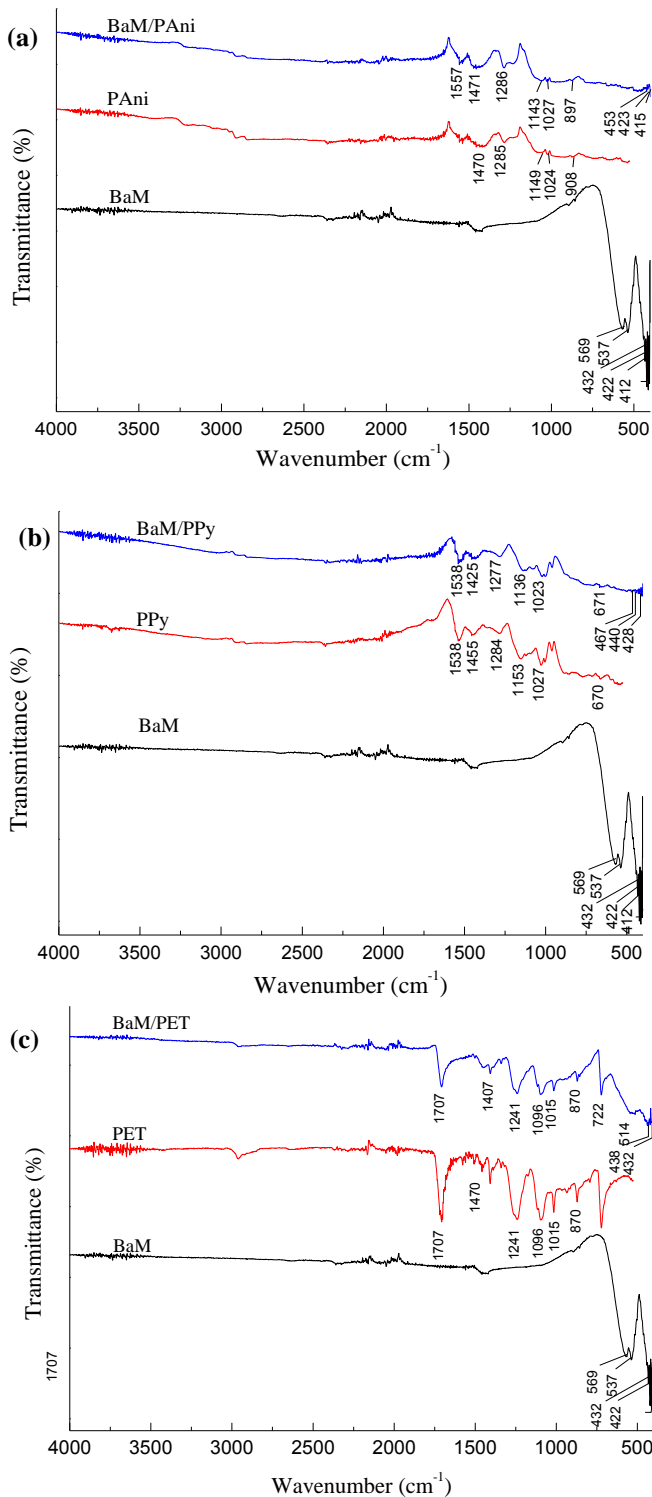 (a)
BaM/PAni
1557
1471
1286
1143
1027
897
453
423
415
PAni
1470
1285
1149
1024
908
BaM
569
537
432
422
412
Transmittance (%)
4000 3500 3000 2500 2000 1500 1000 500
Wavenumber (cm-1)
(b)
BaM/PPy
1538
1425
1277
1136
1023
671
467
440
428
PPy
1538
1455
1284
1153
1027
670
BaM
569
537
432
422
412
Transmittance (%)
4000 3500 3000 2500 2000 1500 1000 500
Wavenumber (cm-1)
(c)
BaM/PET
1707
1407
1241
1096
1015
870
722
514
438
432
PET
1707
1470
1241
1096
1015
870
BaM
569
537
432
422
Transmittance (%)
1707
4000 3500 3000 2500 2000 1500 1000 500
Wavenumber (cm-1)